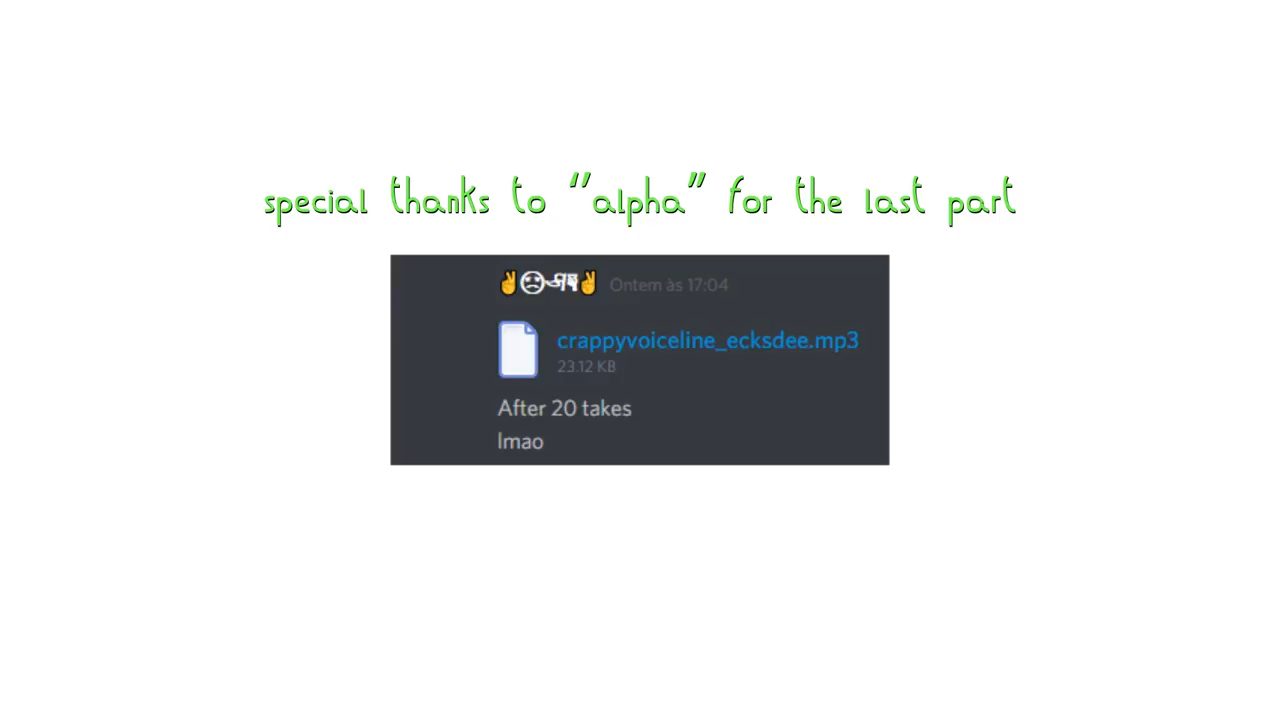 special thanks to "alpha" for the last part
Ontem às 17:04
crappyvoiceline_ecksdee.mp3
23.12 KB
After 20 takes
lmao